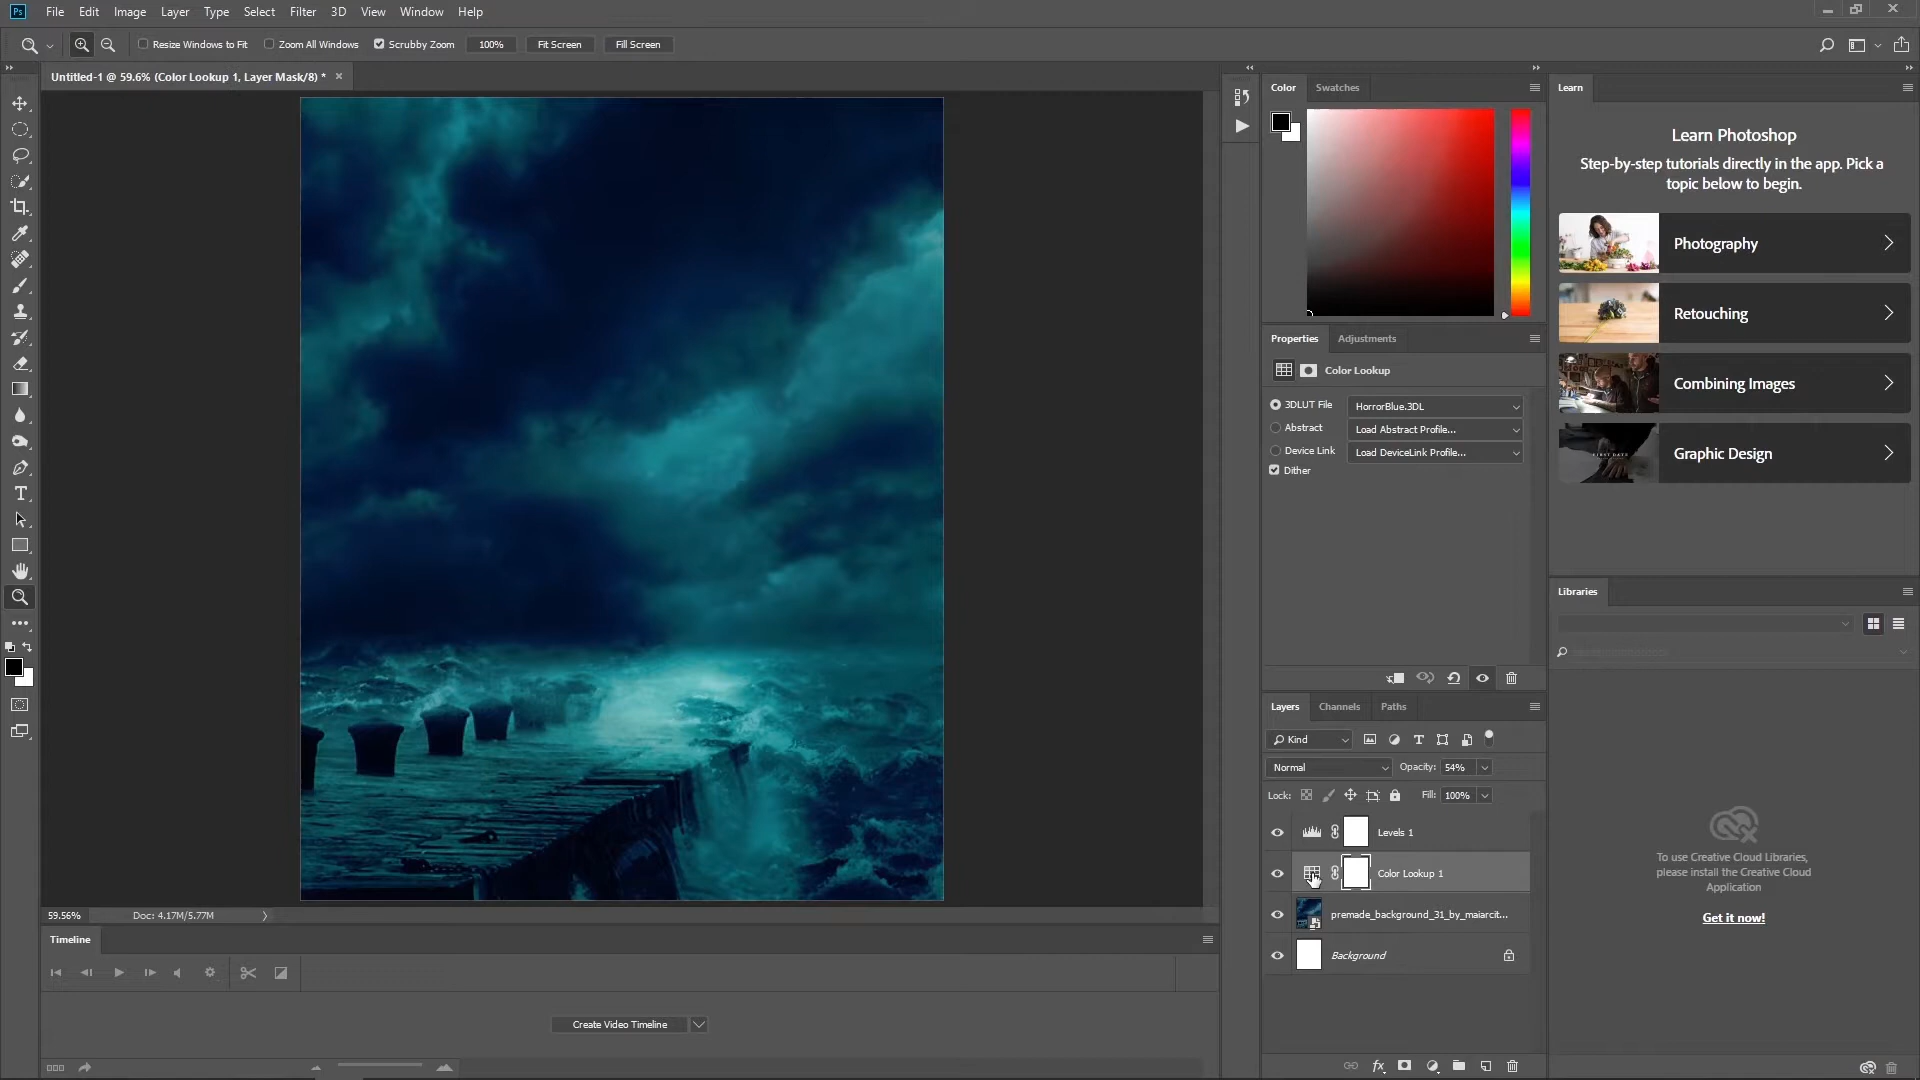 Ps File Edit Image Layer Type Select Filter 3D View Window Help
Resize Windows to Fit Zoom All Windows Scrubby Zoom 100% Fit Screen Fill Screen
Untitled-1 @ 59.6% (Color Lookup 1, Layer Mask/8) * ×
Color Swatches
Learn
Learn Photoshop
Step-by-step tutorials directly in the app. Pick a
topic below to begin.
Photography
Retouching
Combining Images
FIRST DATE
Graphic Design
Properties Adjustments
Color Lookup
3DLUT File HorrorBlue.3DL
Abstract Load Abstract Profile...
Device Link Load DeviceLink Profile...
Dither
Libraries
Layers Channels Paths
Kind
Normal Opacity: 54%
Lock: Fill: 100%
Levels 1
Color Lookup 1
premade_background_31_by_maiarcit...
Background
To use Creative Cloud Libraries,
please install the Creative Cloud
Application
Get it now!
59.56% Doc: 4.17M/5.77M
Timeline
Create Video Timeline
fx